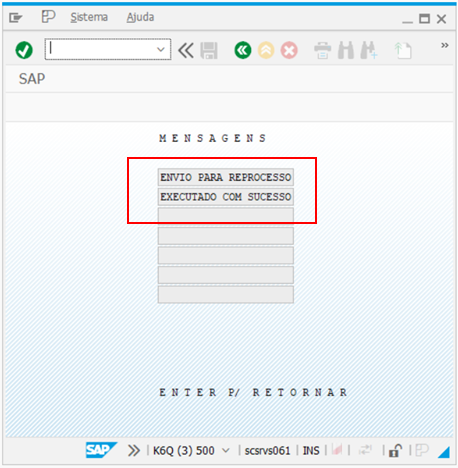 Sistema Ajuda
SAP
M E N S A G E N S
ENVIO PARA REPROCESSO
EXECUTADO COM SUCESSO
E N T E R P/ R E T O R N A R
SAP K6Q (3) 500 scsrvs061 INS